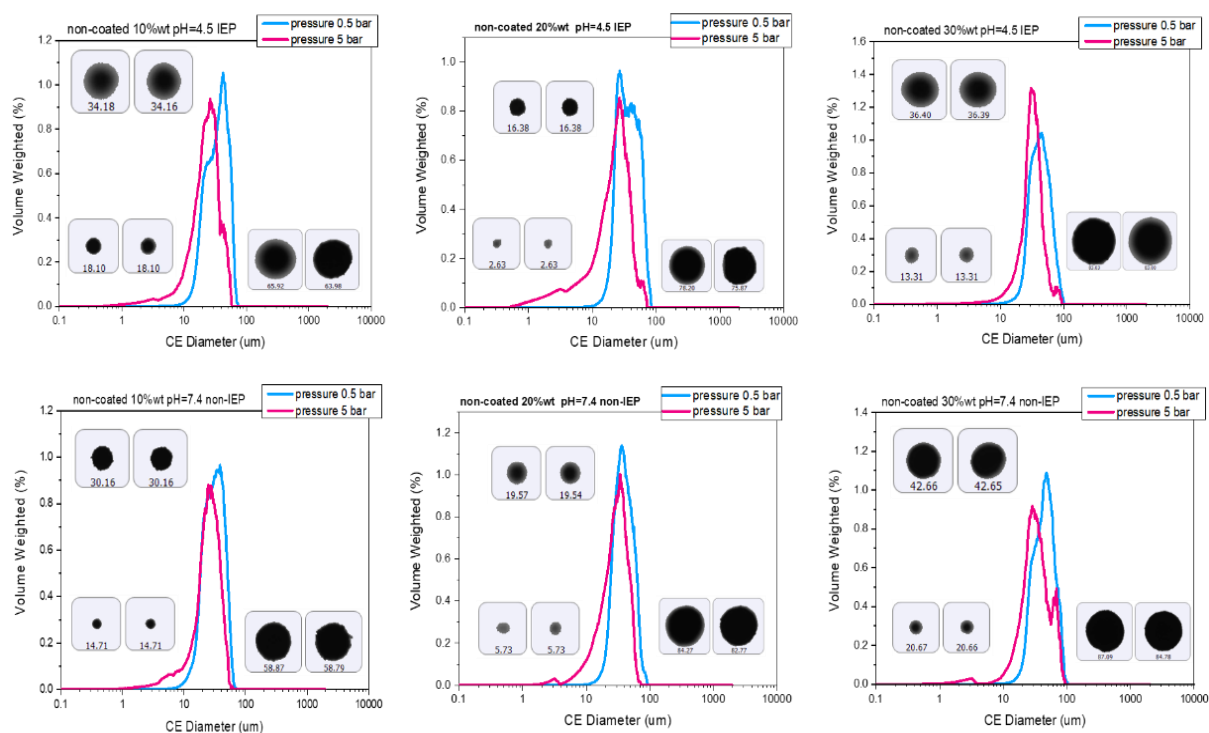 non-coated 10%wt pH=4.5 IEP
pressure 0.5 bar
pressure 5 bar
Volume Weighted (%)
1.2
1.0
0.8
0.6
0.4
0.2
0.0
34.18 34.16
18.10 18.10
65.92 63.98
0.1 1 10 100 1000 10000
CE Diameter (um)
non-coated 20%wt pH=4.5 IEP
pressure 0.5 bar
pressure 5 bar
Volume Weighted (%)
1.0
0.8
0.6
0.4
0.2
0.0
16.38 16.38
2.63 2.63
78.20 75.87
0.1 1 10 100 1000 10000
CE Diameter (um)
non-coated 30%wt pH=4.5 IEP
pressure 0.5 bar
pressure 5 bar
Volume Weighted (%)
1.6
1.4
1.2
1.0
0.8
0.6
0.4
0.2
0.0
36.40 36.39
13.31 13.31
0.1 1 10 100 1000 10000
CE Diameter (um)
non-coated 10%wt pH=7.4 non-IEP
pressure 0.5 bar
pressure 5 bar
Volume Weighted (%)
1.2
1.0
0.8
0.6
0.4
0.2
0.0
30.16 30.16
14.71 14.71
58.87 58.79
0.1 1 10 100 1000 10000
CE Diameter (um)
non-coated 20%wt pH=7.4 non-IEP
pressure 0.5 bar
pressure 5 bar
Volume Weighted (%)
1.2
1.0
0.8
0.6
0.4
0.2
0.0
19.57 19.54
5.73 5.73
84.27 82.77
0.1 1 10 100 1000 10000
CE Diameter (um)
non-coated 30%wt pH=7.4 non-IEP
pressure 0.5 bar
pressure 5 bar
Volume Weighted (%)
1.4
1.2
1.0
0.8
0.6
0.4
0.2
0.0
42.66 42.65
20.67 20.66
87.09 84.78
0.1 1 10 100 1000 10000
CE Diameter (um)